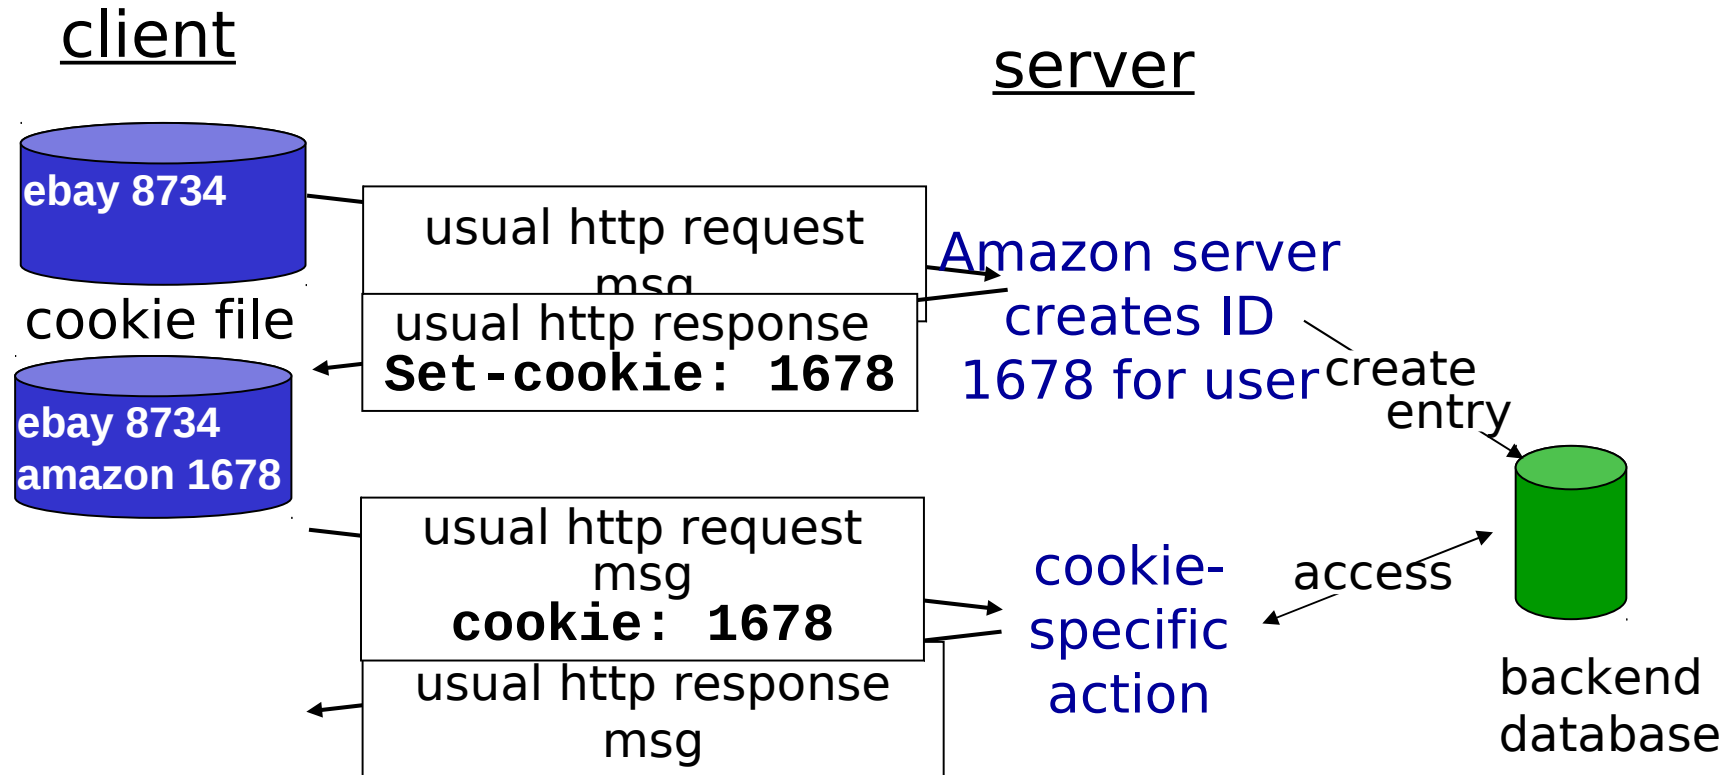 client
server
ebay 8734
usual http request
msg
Amazon server
creates ID
1678 for user
cookie file
usual http response
Set-cookie: 1678
create
entry
ebay 8734
amazon 1678
usual http request
msg
cookie: 1678
cookie-
specific
action
access
usual http response
msg
backend
database